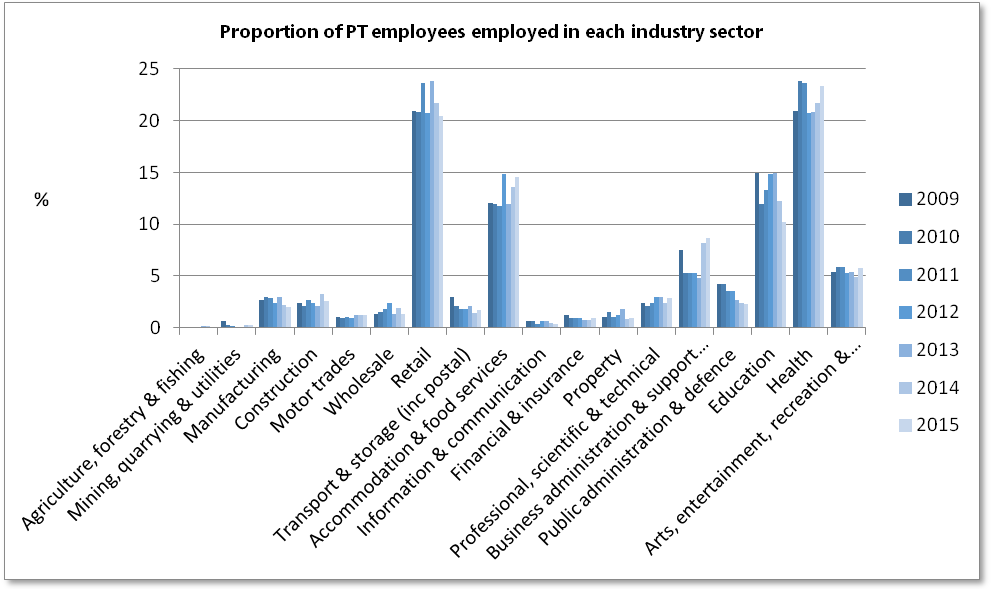 Proportion of PT employees employed in each industry sector
25
20
15
10
5
0
%
Agriculture, forestry & fishing
Mining, quarrying & utilities
Manufacturing
Construction
Motor trades
Wholesale
Retail
Transport & storage (inc postal)
Accommodation & food services
Information & communication
Financial & insurance
Property
Professional, scientific & technical
Business administration & support...
Public administration & defence
Education
Health
Arts, entertainment, recreation &...
2009
2010
2011
2012
2013
2014
2015